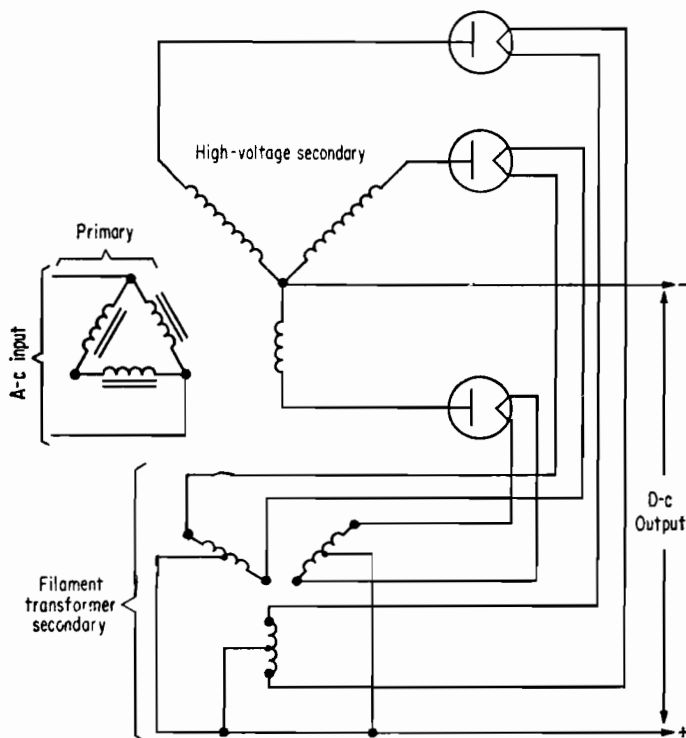 High-voltage secondary
Primary
A-c input
-
D-c
Output
Filament
transformer
secondary
+